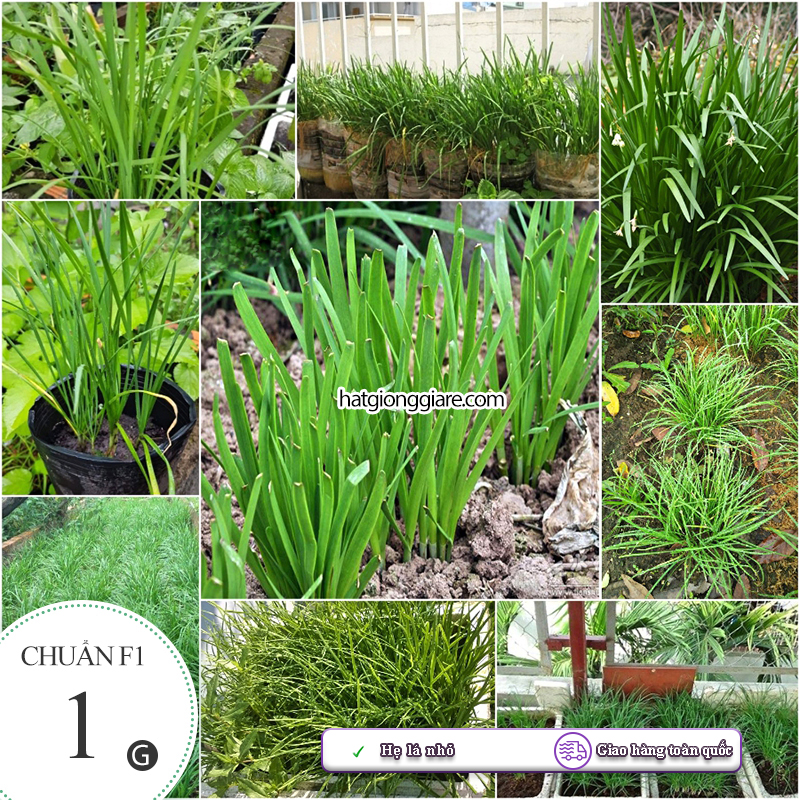 hatgionggiare.com
CHUẨN F1
1
G
✓ Hẹ lá nhỏ
Giao hàng toàn quốc